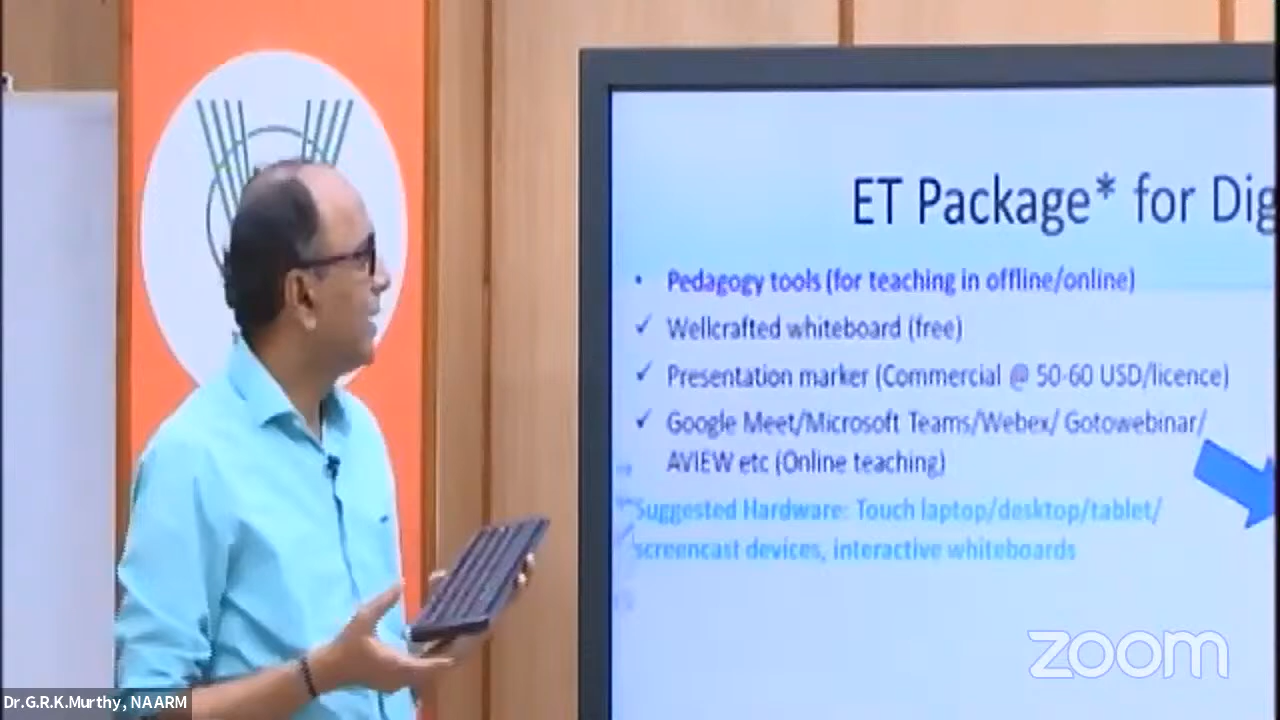 ET Package* for Dig
• Pedagogy tools (for teaching in offline/online)
✓ Wellcrafted whiteboard (free)
✓ Presentation marker (Commercial @ 50-60 USD/licence)
✓ Google Meet/Microsoft Teams/Webex/ Gotowebinar/
AVIEW etc (Online teaching)
Suggested Hardware: Touch laptop/desktop/tablet/
screencast devices, interactive whiteboards
zoom
Dr.G.R.K.Murthy, NAARM